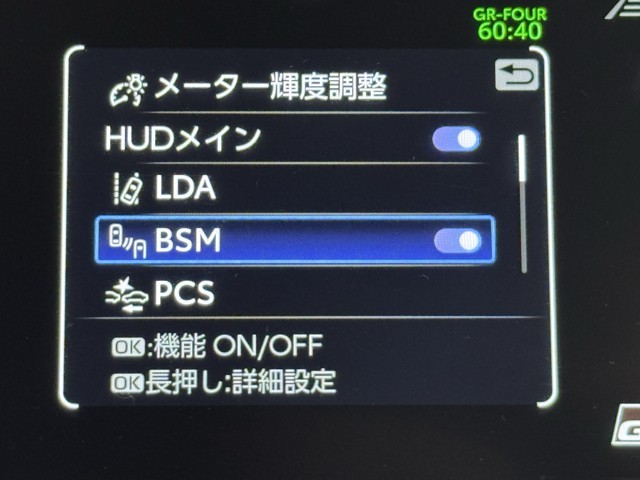 GR-FOUR
60:40
メーター輝度調整
HUDメイン
LDA
BSM
PCS
OK:機能 ON/OFF
OK長押し:詳細設定
G